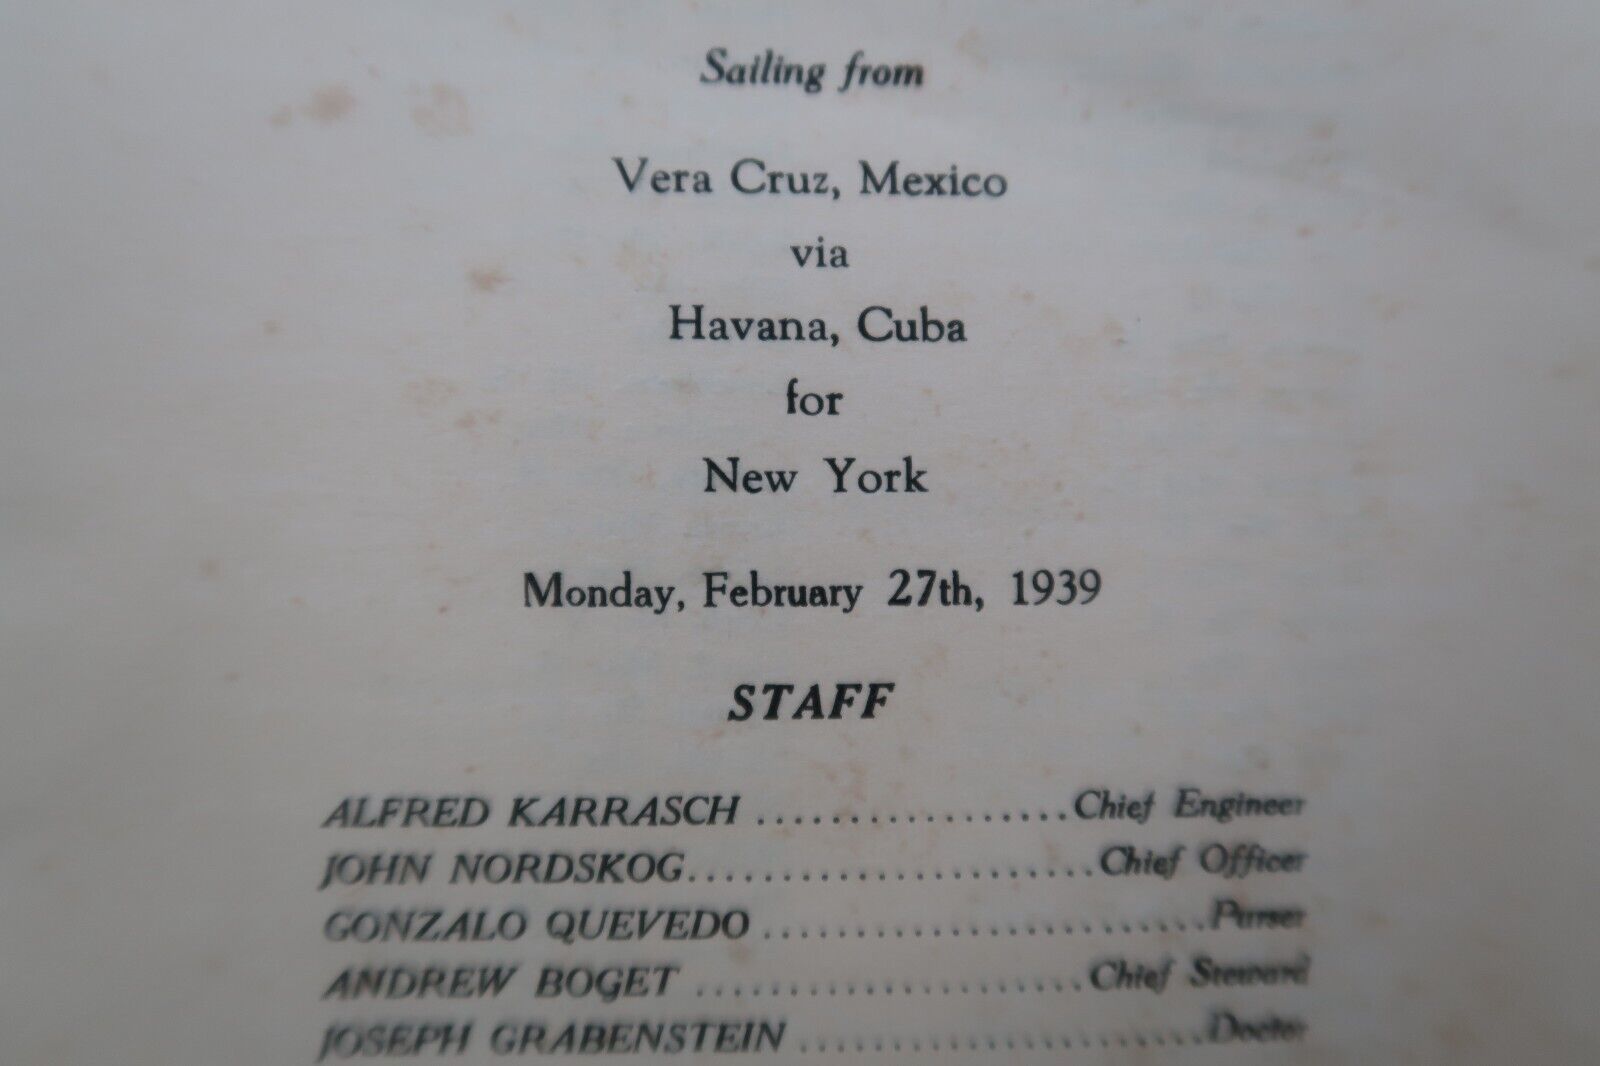 Sailing from
Vera Cruz, Mexico
via
Havana, Cuba
for
New York
Monday, February 27th, 1939
STAFF
ALFRED KARRASCH ..................Chief Engineer
JOHN NORDSKOG........................Chief Officer
GONZALO QUEVEDO ..........................Purser
ANDREW BOGET ......................Chief Steward
JOSEPH GRABENSTEIN ........................Doctor